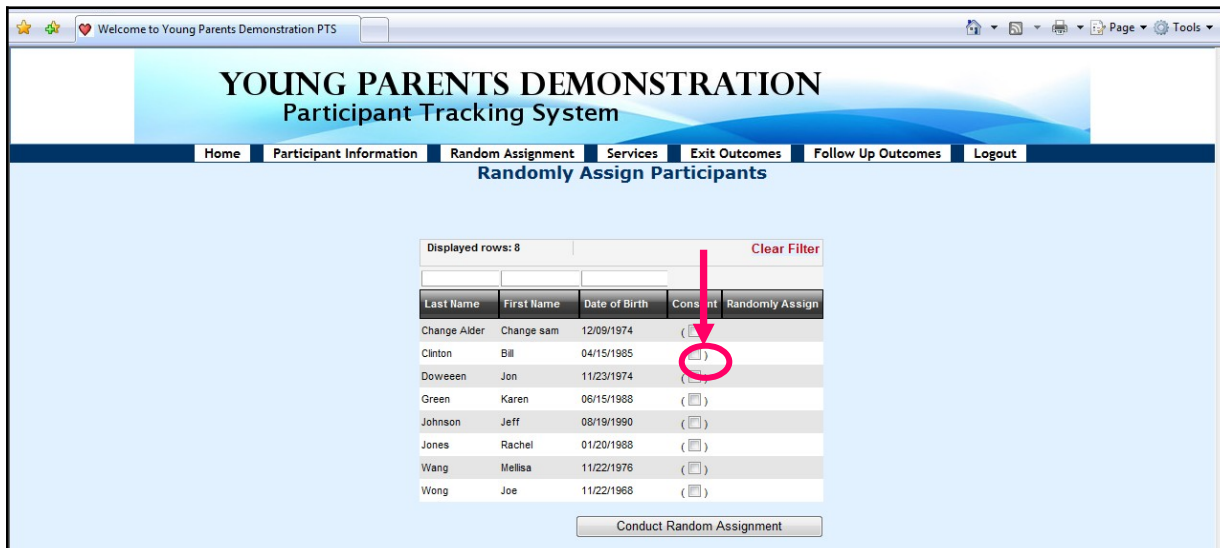 Welcome to Young Parents Demonstration PTS
Page Tools
YOUNG PARENTS DEMONSTRATION
Participant Tracking System
Home Participant Information Random Assignment Services Exit Outcomes Follow Up Outcomes Logout
Randomly Assign Participants
Displayed rows: 8 Clear Filter
Last Name First Name Date of Birth Consent Randomly Assign
Change Alder Change sam 12/09/1974 (
Clinton Bill 04/15/1985 )
Doweeen Jon 11/23/1974 ( )
Green Karen 06/15/1988 ( )
Johnson Jeff 08/19/1990 ( )
Jones Rachel 01/20/1988 ( )
Wang Mellisa 11/22/1976 ( )
Wong Joe 11/22/1968 ( )
Conduct Random Assignment